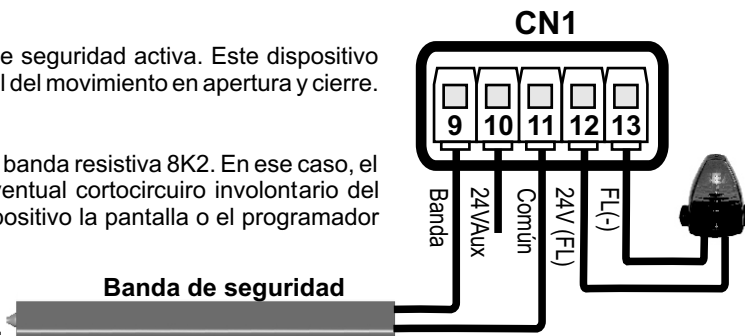 CN1
e seguridad activa. Este dispositivo
l del movimiento en apertura y cierre.
9 10 11 12 13
banda resistiva 8K2. En ese caso, el
ventual cortocircuiro involontario del
positivo la pantalla o el programador
Banda
24VAux
Común
24V (FL)
FL(-)
Banda de seguridad